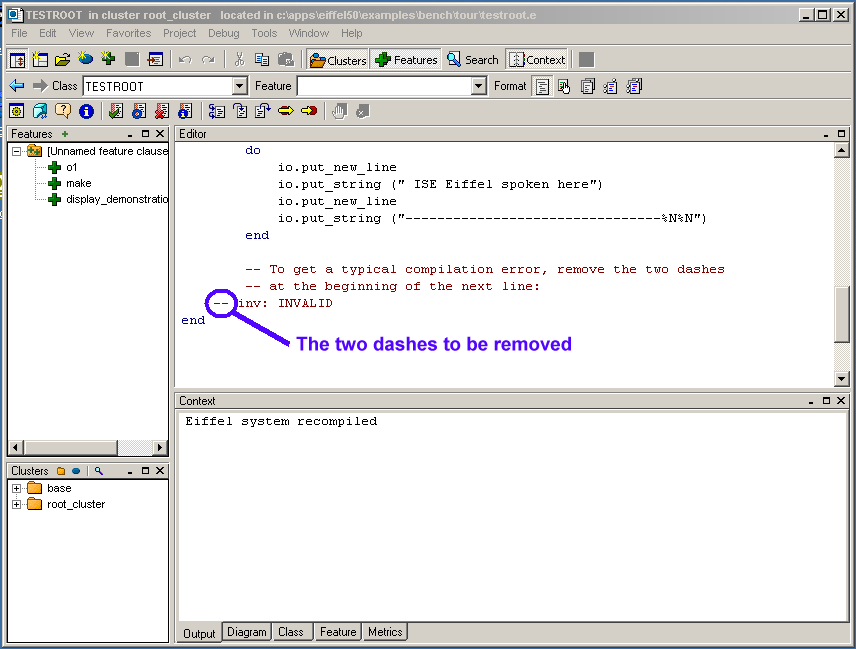 TESTROOT in cluster root_cluster located in c:\apps\eiffel50\examples\bench\tour\testroot.e
File Edit View Favorites Project Debug Tools Window Help
Clusters Features Search Context
Class TESTROOT Feature Format
Features
[Unnamed feature clause
o1
make
display_demonstratio
Clusters
base
root_cluster
Editor
do
io.put_new_line
io.put_string (" ISE Eiffel spoken here")
io.put_new_line
io.put_string ("--------------------------------%N%N")
end
-- To get a typical compilation error, remove the two dashes
-- at the beginning of the next line:
-- inv: INVALID
end
The two dashes to be removed
Context
Eiffel system recompiled
Output Diagram Class Feature Metrics